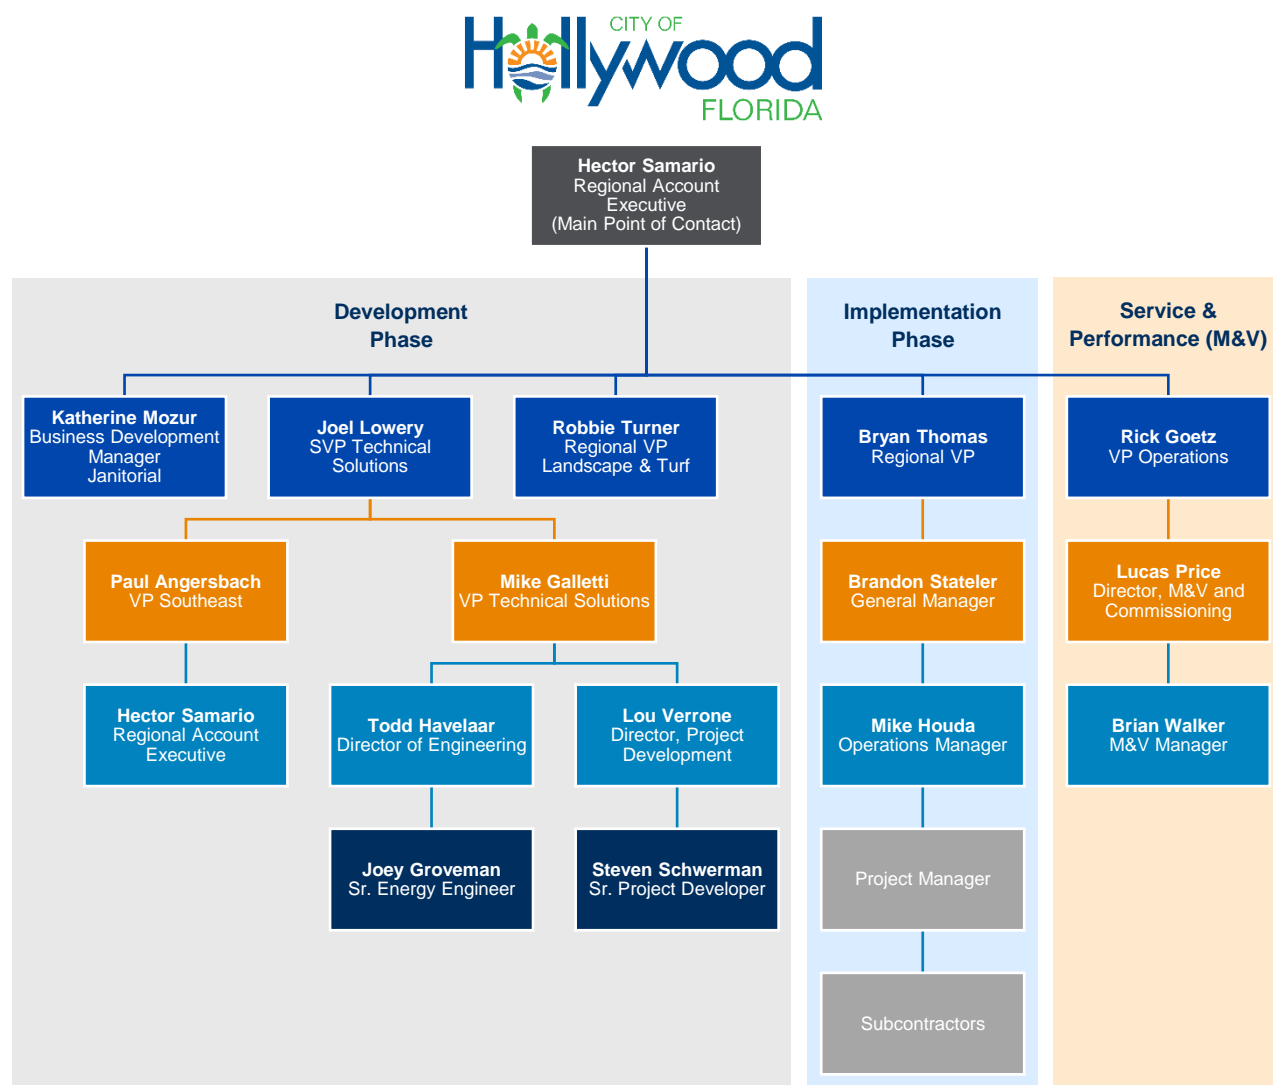 CITY OF
Hollywood
FLORIDA
Hector Samario
Regional Account
Executive
(Main Point of Contact)
Development
Phase
Implementation
Phase
Service &
Performance (M&V)
Katherine Mozur
Business Development
Manager
Janitorial
Joel Lowery
SVP Technical
Solutions
Robbie Turner
Regional VP
Landscape & Turf
Bryan Thomas
Regional VP
Rick Goetz
VP Operations
Paul Angersbach
VP Southeast
Mike Galletti
VP Technical Solutions
Brandon Stateler
General Manager
Lucas Price
Director, M&V and
Commissioning
Hector Samario
Regional Account
Executive
Todd Havelaar
Director of Engineering
Lou Verrone
Director, Project
Development
Mike Houda
Operations Manager
Brian Walker
M&V Manager
Joey Groveman
Sr. Energy Engineer
Steven Schwerman
Sr. Project Developer
Project Manager
Subcontractors